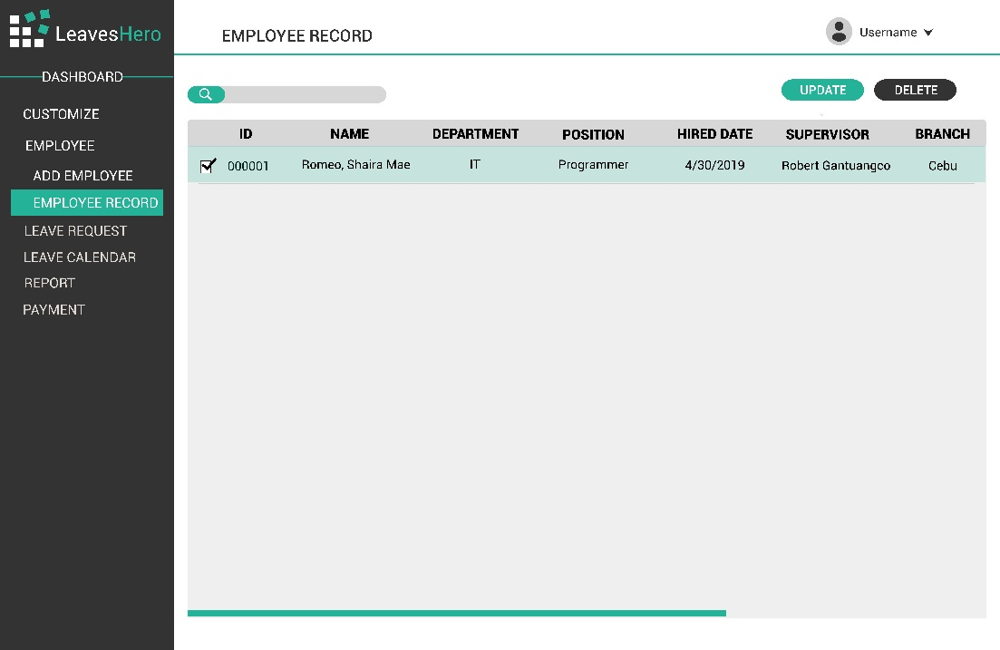 LeavesHero
EMPLOYEE RECORD
Username
DASHBOARD
CUSTOMIZE
EMPLOYEE
ADD EMPLOYEE
EMPLOYEE RECORD
LEAVE REQUEST
LEAVE CALENDAR
REPORT
PAYMENT
UPDATE DELETE
ID NAME DEPARTMENT POSITION HIRED DATE SUPERVISOR BRANCH
000001 Romeo, Shaira Mae IT Programmer 4/30/2019 Robert Gantuangco Cebu